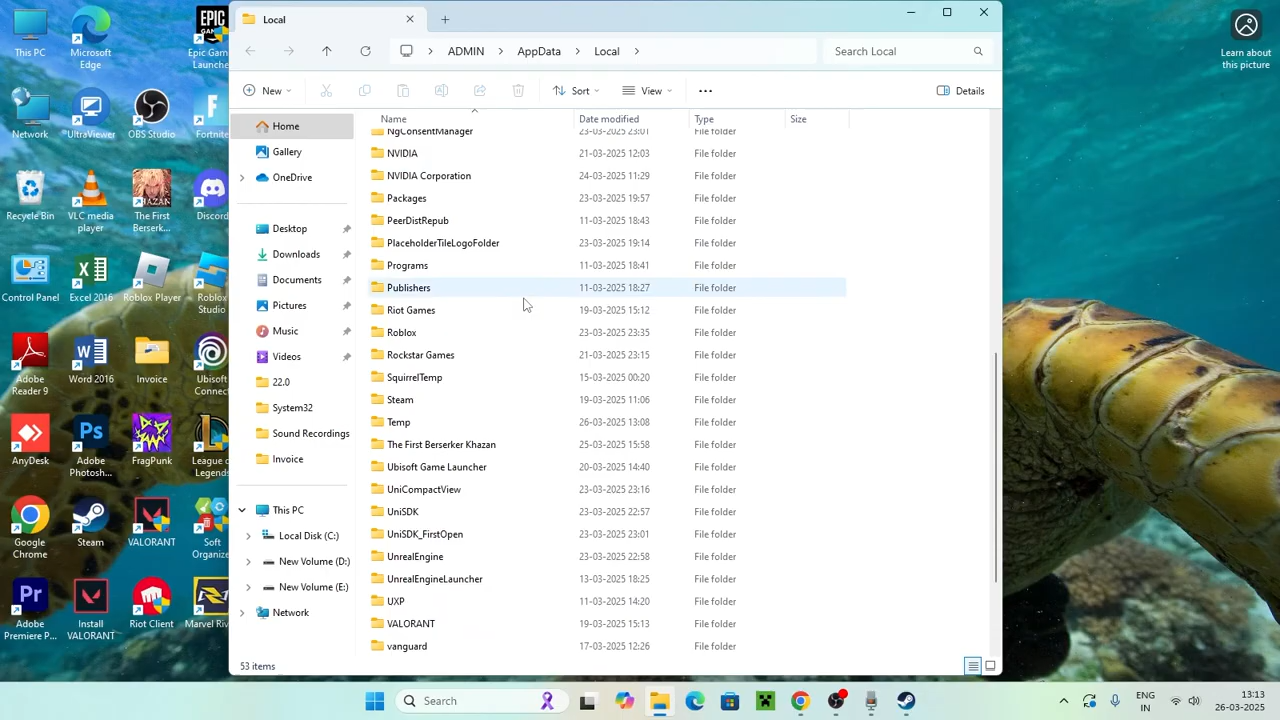 This PC
Microsoft
Edge
EPIC
Epic Game
Launche
Network
UltraViewer
OBS Studio
Fortnite
Recycle Bin
VLC media
player
The First
Berserk...
Discord
Control Panel
Excel 2016
Roblox Player
Roblox
Studio
Adobe
Reader 9
Word 2016
Invoice
Ubisoft
Connect
AnyDesk
Adobe
Photosh...
FragPunk
League o
Legends
Google
Chrome
Steam
VALORANT
Soft
Organize
Adobe
Premiere P...
Install
VALORANT
Riot Client
Marvel Riv
Local
ADMIN > AppData > Local >
Search Local
New
Sort
View
Details
Home
Gallery
OneDrive
Desktop
Downloads
Documents
Pictures
Music
Videos
22.0
System32
Sound Recordings
Invoice
This PC
Local Disk (C:)
New Volume (D:)
New Volume (E:)
Network
Name Date modified Type Size
NgConsentManager 23-03-2025 23:01 File folder
NVIDIA 21-03-2025 12:03 File folder
NVIDIA Corporation 24-03-2025 11:29 File folder
Packages 23-03-2025 19:57 File folder
PeerDistRepub 11-03-2025 18:43 File folder
PlaceholderTileLogoFolder 23-03-2025 19:14 File folder
Programs 11-03-2025 18:41 File folder
Publishers 11-03-2025 18:27 File folder
Riot Games 19-03-2025 15:12 File folder
Roblox 23-03-2025 23:35 File folder
Rockstar Games 21-03-2025 23:15 File folder
SquirrelTemp 15-03-2025 00:20 File folder
Steam 19-03-2025 11:06 File folder
Temp 26-03-2025 13:08 File folder
The First Berserker Khazan 25-03-2025 15:58 File folder
Ubisoft Game Launcher 20-03-2025 14:40 File folder
UniCompactView 23-03-2025 23:16 File folder
UniSDK 23-03-2025 22:57 File folder
UniSDK_FirstOpen 23-03-2025 23:01 File folder
UnrealEngine 23-03-2025 22:58 File folder
UnrealEngineLauncher 13-03-2025 18:25 File folder
UXP 11-03-2025 14:20 File folder
VALORANT 19-03-2025 15:13 File folder
vanguard 17-03-2025 12:26 File folder
53 items
Learn about
this picture
Search
ENG
IN
13:13
26-03-2025